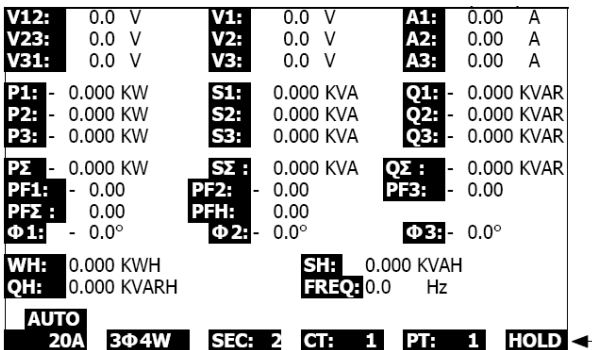 V12: 0.0 V V1: 0.0 V A1: 0.00 A
V23: 0.0 V V2: 0.0 V A2: 0.00 A
V31: 0.0 V V3: 0.0 V A3: 0.00 A
P1: - 0.000 KW S1: 0.000 KVA Q1: - 0.000 KVAR
P2: - 0.000 KW S2: 0.000 KVA Q2: - 0.000 KVAR
P3: - 0.000 KW S3: 0.000 KVA Q3: - 0.000 KVAR
PΣ - 0.000 KW SΣ : 0.000 KVA QΣ : - 0.000 KVAR
PF1: - 0.00 PF2: - 0.00 PF3: - 0.00
PFΣ : 0.00 PFH: 0.00
Φ1: - 0.0° Φ2: - 0.0° Φ3: - 0.0°
WH: 0.000 KWH SH: 0.000 KVAH
QH: 0.000 KVARH FREQ: 0.0 Hz
AUTO
20A 3Φ4W SEC: 2 CT: 1 PT: 1 HOLD